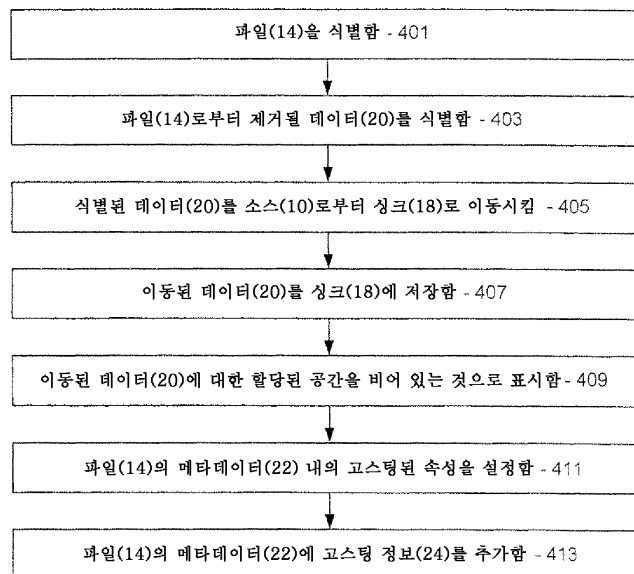 파일(14)을 식별함 - 401
파일(14)로부터 제거될 데이터(20)를 식별함 - 403
식별된 데이터(20)를 소스(10)로부터 싱크(18)로 이동시킴 - 405
이동된 데이터(20)를 싱크(18)에 저장함 - 407
이동된 데이터(20)에 대한 할당된 공간을 비어 있는 것으로 표시함 - 409
파일(14)의 메타데이터(22) 내의 고스팅된 속성을 설정함 - 411
파일(14)의 메타데이터(22)에 고스팅 정보(24)를 추가함 - 413